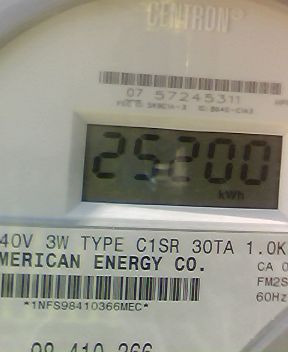 CENTRON®
07 57245311
25200
kWh
40V 3W TYPE C1SR 30TA 1.0K
MERICAN ENERGY CO.
CA 0
FM2S
*1NFS98410366MEC*
60Hz
98 410 366